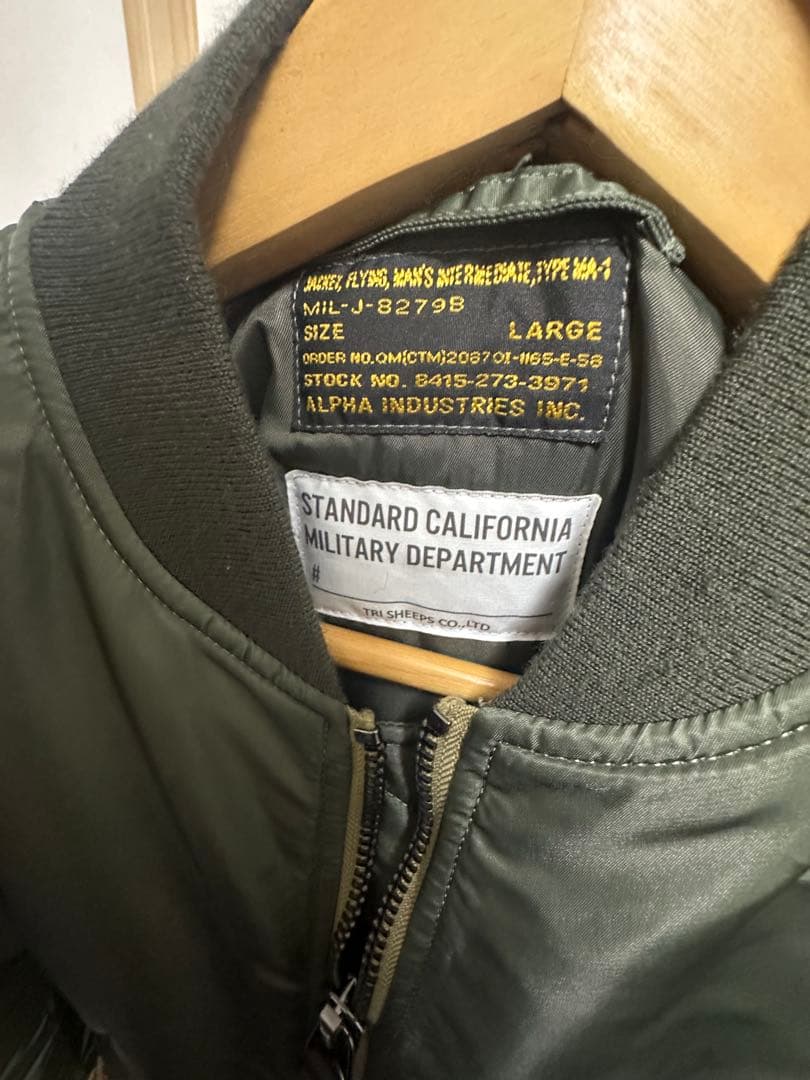 JACKET, FLYING, MAN'S INTERMEDIATE, TYPE MA-1
MIL-J-8279B
SIZE LARGE
ORDER NO. QM(CTM)208701-1165-E-58
STOCK NO. 8415-273-3971
ALPHA INDUSTRIES INC.
STANDARD CALIFORNIA
MILITARY DEPARTMENT
#
TRI SHEEPS CO.,LTD